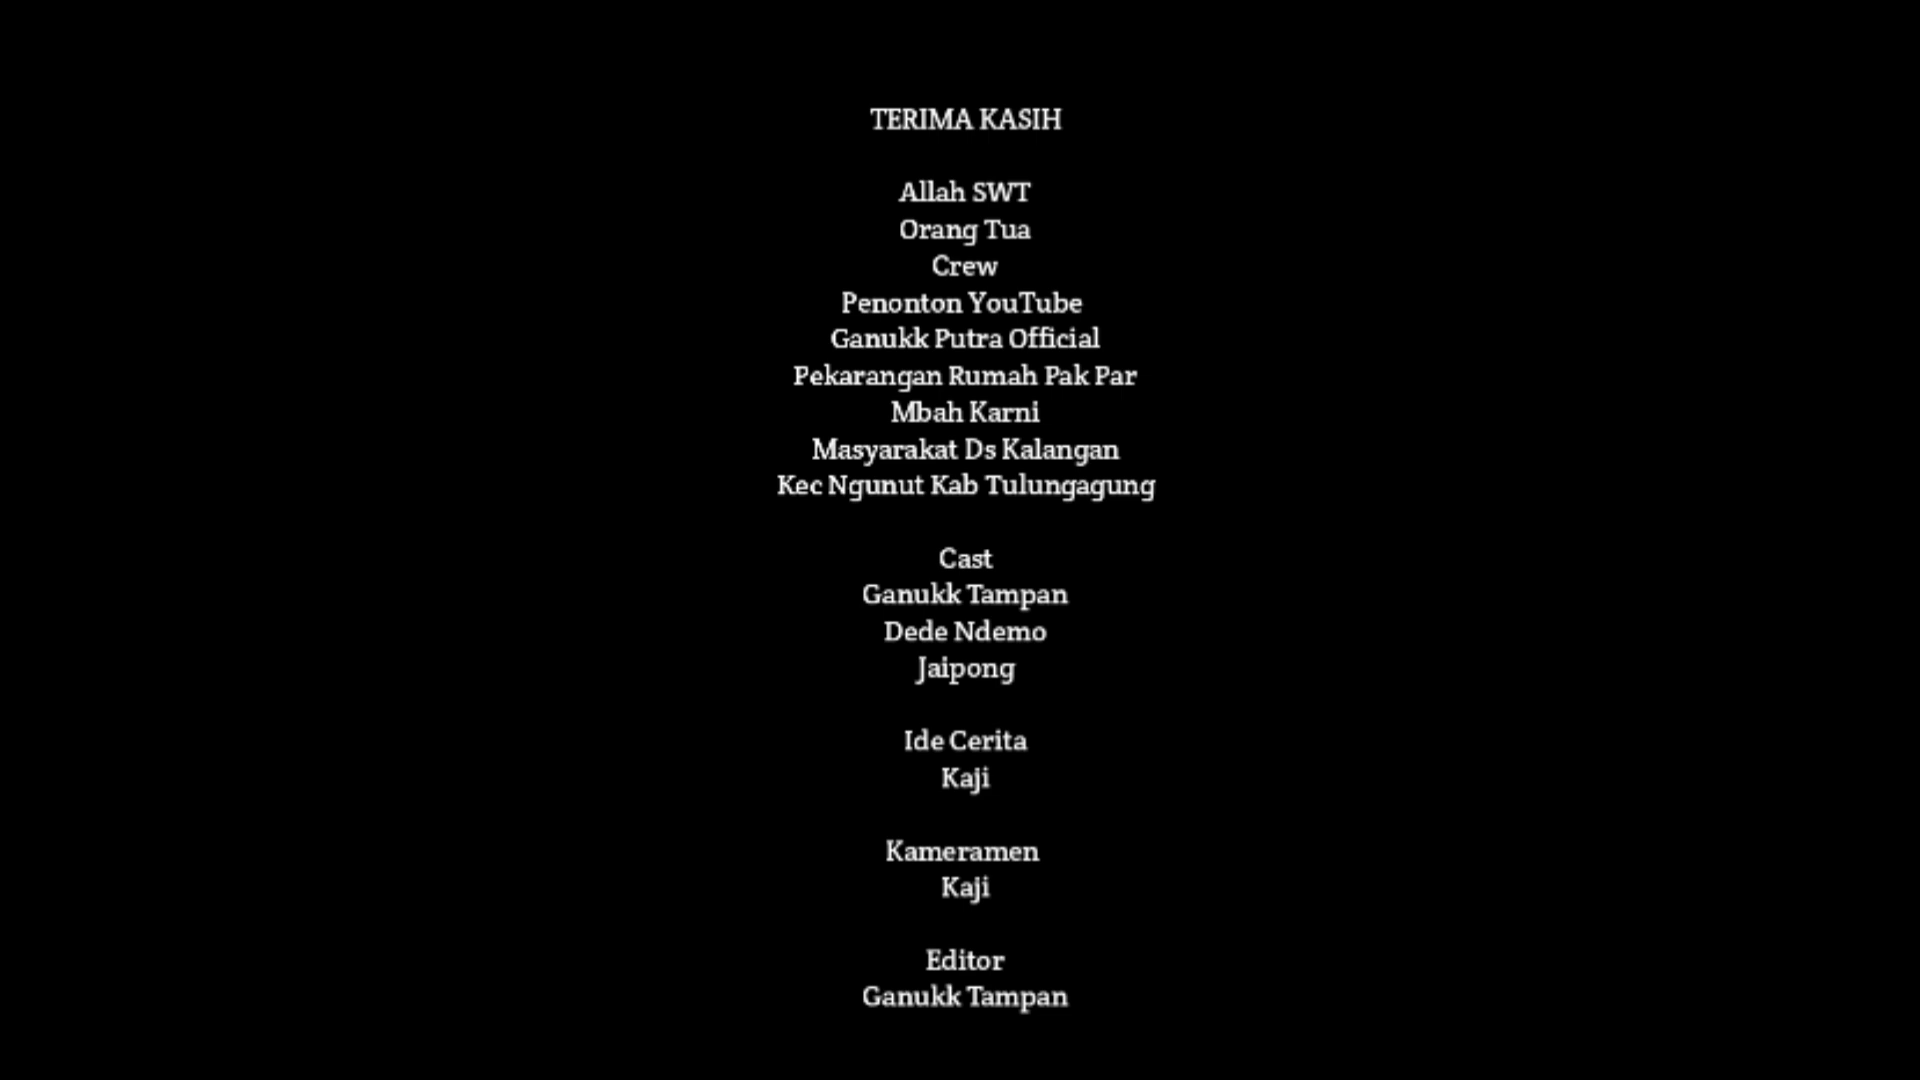 TERIMA KASIH
Allah SWT
Orang Tua
Crew
Penonton YouTube
Ganukk Putra Official
Pekarangan Rumah Pak Par
Mbah Karni
Masyarakat Ds Kalangan
Kec Ngunut Kab Tulungagung
Cast
Ganukk Tampan
Dede Ndemo
Jaipong
Ide Cerita
Kaji
Kameramen
Kaji
Editor
Ganukk Tampan